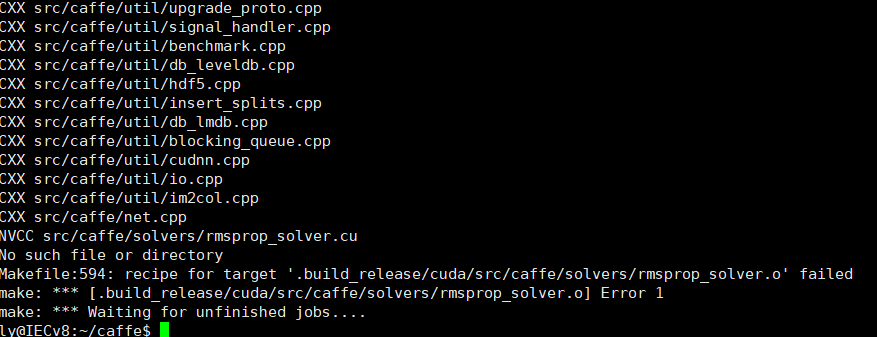 CXX src/caffe/util/upgrade_proto.cpp
CXX src/caffe/util/signal_handler.cpp
CXX src/caffe/util/benchmark.cpp
CXX src/caffe/util/db_leveldb.cpp
CXX src/caffe/util/hdf5.cpp
CXX src/caffe/util/insert_splits.cpp
CXX src/caffe/util/db_lmdb.cpp
CXX src/caffe/util/blocking_queue.cpp
CXX src/caffe/util/cudnn.cpp
CXX src/caffe/util/io.cpp
CXX src/caffe/util/im2col.cpp
CXX src/caffe/net.cpp
NVCC src/caffe/solvers/rmsprop_solver.cu
No such file or directory
Makefile:594: recipe for target '.build_release/cuda/src/caffe/solvers/rmsprop_solver.o' failed
make: *** [.build_release/cuda/src/caffe/solvers/rmsprop_solver.o] Error 1
make: *** Waiting for unfinished jobs....
ly@IECv8:~/caffe$